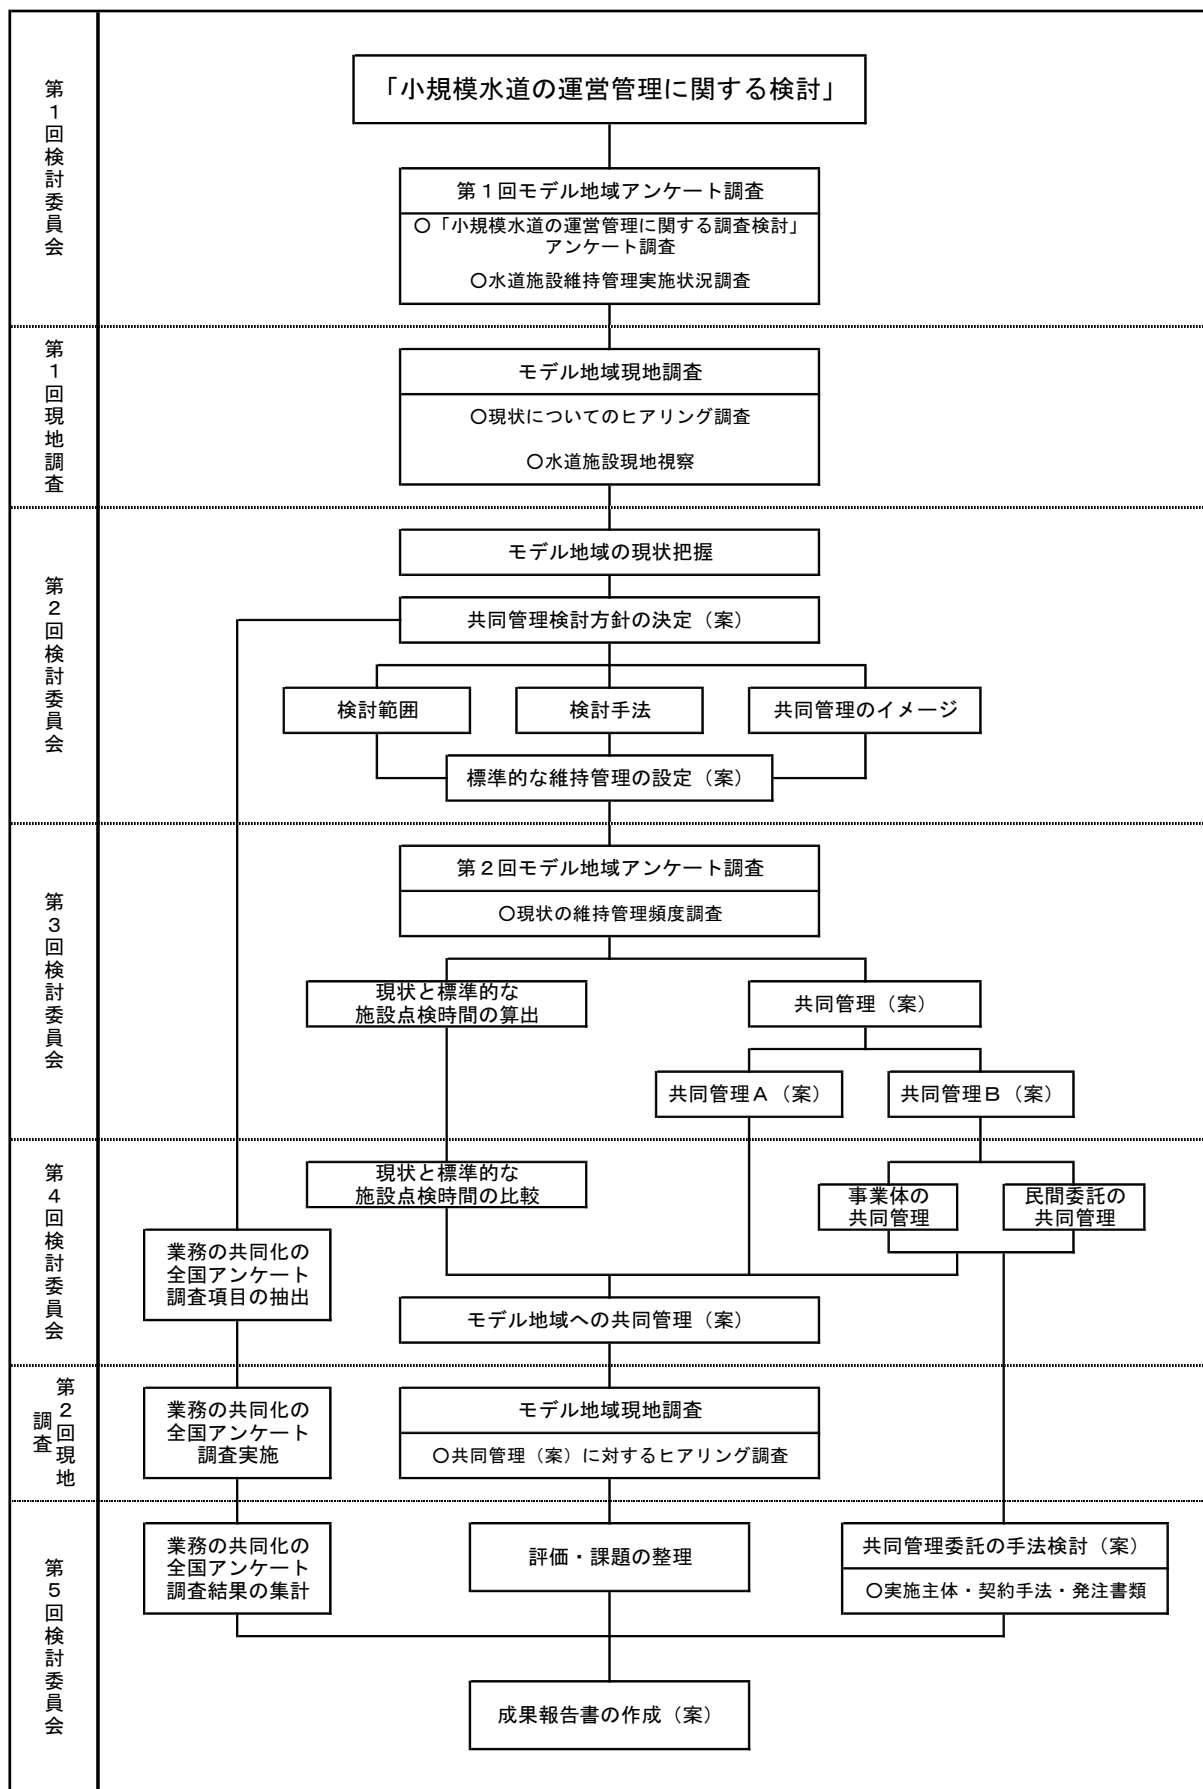 第1回検討委員会
「小規模水道の運営管理に関する検討」
第1回モデル地域アンケート調査
○「小規模水道の運営管理に関する調査検討」
アンケート調査
○水道施設維持管理実施状況調査
第1回現地調査
モデル地域現地調査
○現状についてのヒアリング調査
○水道施設現地視察
第2回検討委員会
モデル地域の現状把握
共同管理検討方針の決定（案）
検討範囲
検討手法
共同管理のイメージ
標準的な維持管理の設定（案）
第3回検討委員会
第2回モデル地域アンケート調査
○現状の維持管理頻度調査
現状と標準的な
施設点検時間の算出
共同管理（案）
共同管理A（案）
共同管理B（案）
第4回検討委員会
現状と標準的な
施設点検時間の比較
事業体の
共同管理
民間委託の
共同管理
業務の共同化の
全国アンケート
調査項目の抽出
モデル地域への共同管理（案）
第2回現地
調査
業務の共同化の
全国アンケート
調査実施
モデル地域現地調査
○共同管理（案）に対するヒアリング調査
第5回検討委員会
業務の共同化の
全国アンケート
調査結果の集計
評価・課題の整理
共同管理委託の手法検討（案）
○実施主体・契約手法・発注書類
成果報告書の作成（案）